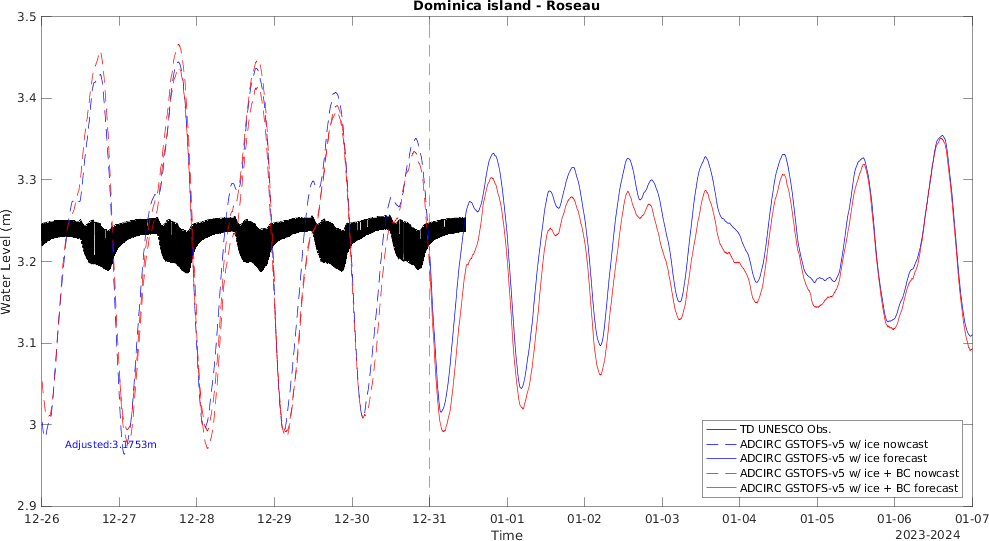 Dominica island - Roseau
3.5
3.4
3.3
3.2
3.1
3
2.9
Water Level (m)
Adjusted:3.1753m
TD UNESCO Obs.
ADCIRC GSTOFS-v5 w/ ice nowcast
ADCIRC GSTOFS-v5 w/ ice forecast
ADCIRC GSTOFS-v5 w/ ice + BC nowcast
ADCIRC GSTOFS-v5 w/ ice + BC forecast
12-26 12-27 12-28 12-29 12-30 12-31 01-01 01-02 01-03 01-04 01-05 01-06 01-07
Time
2023-2024